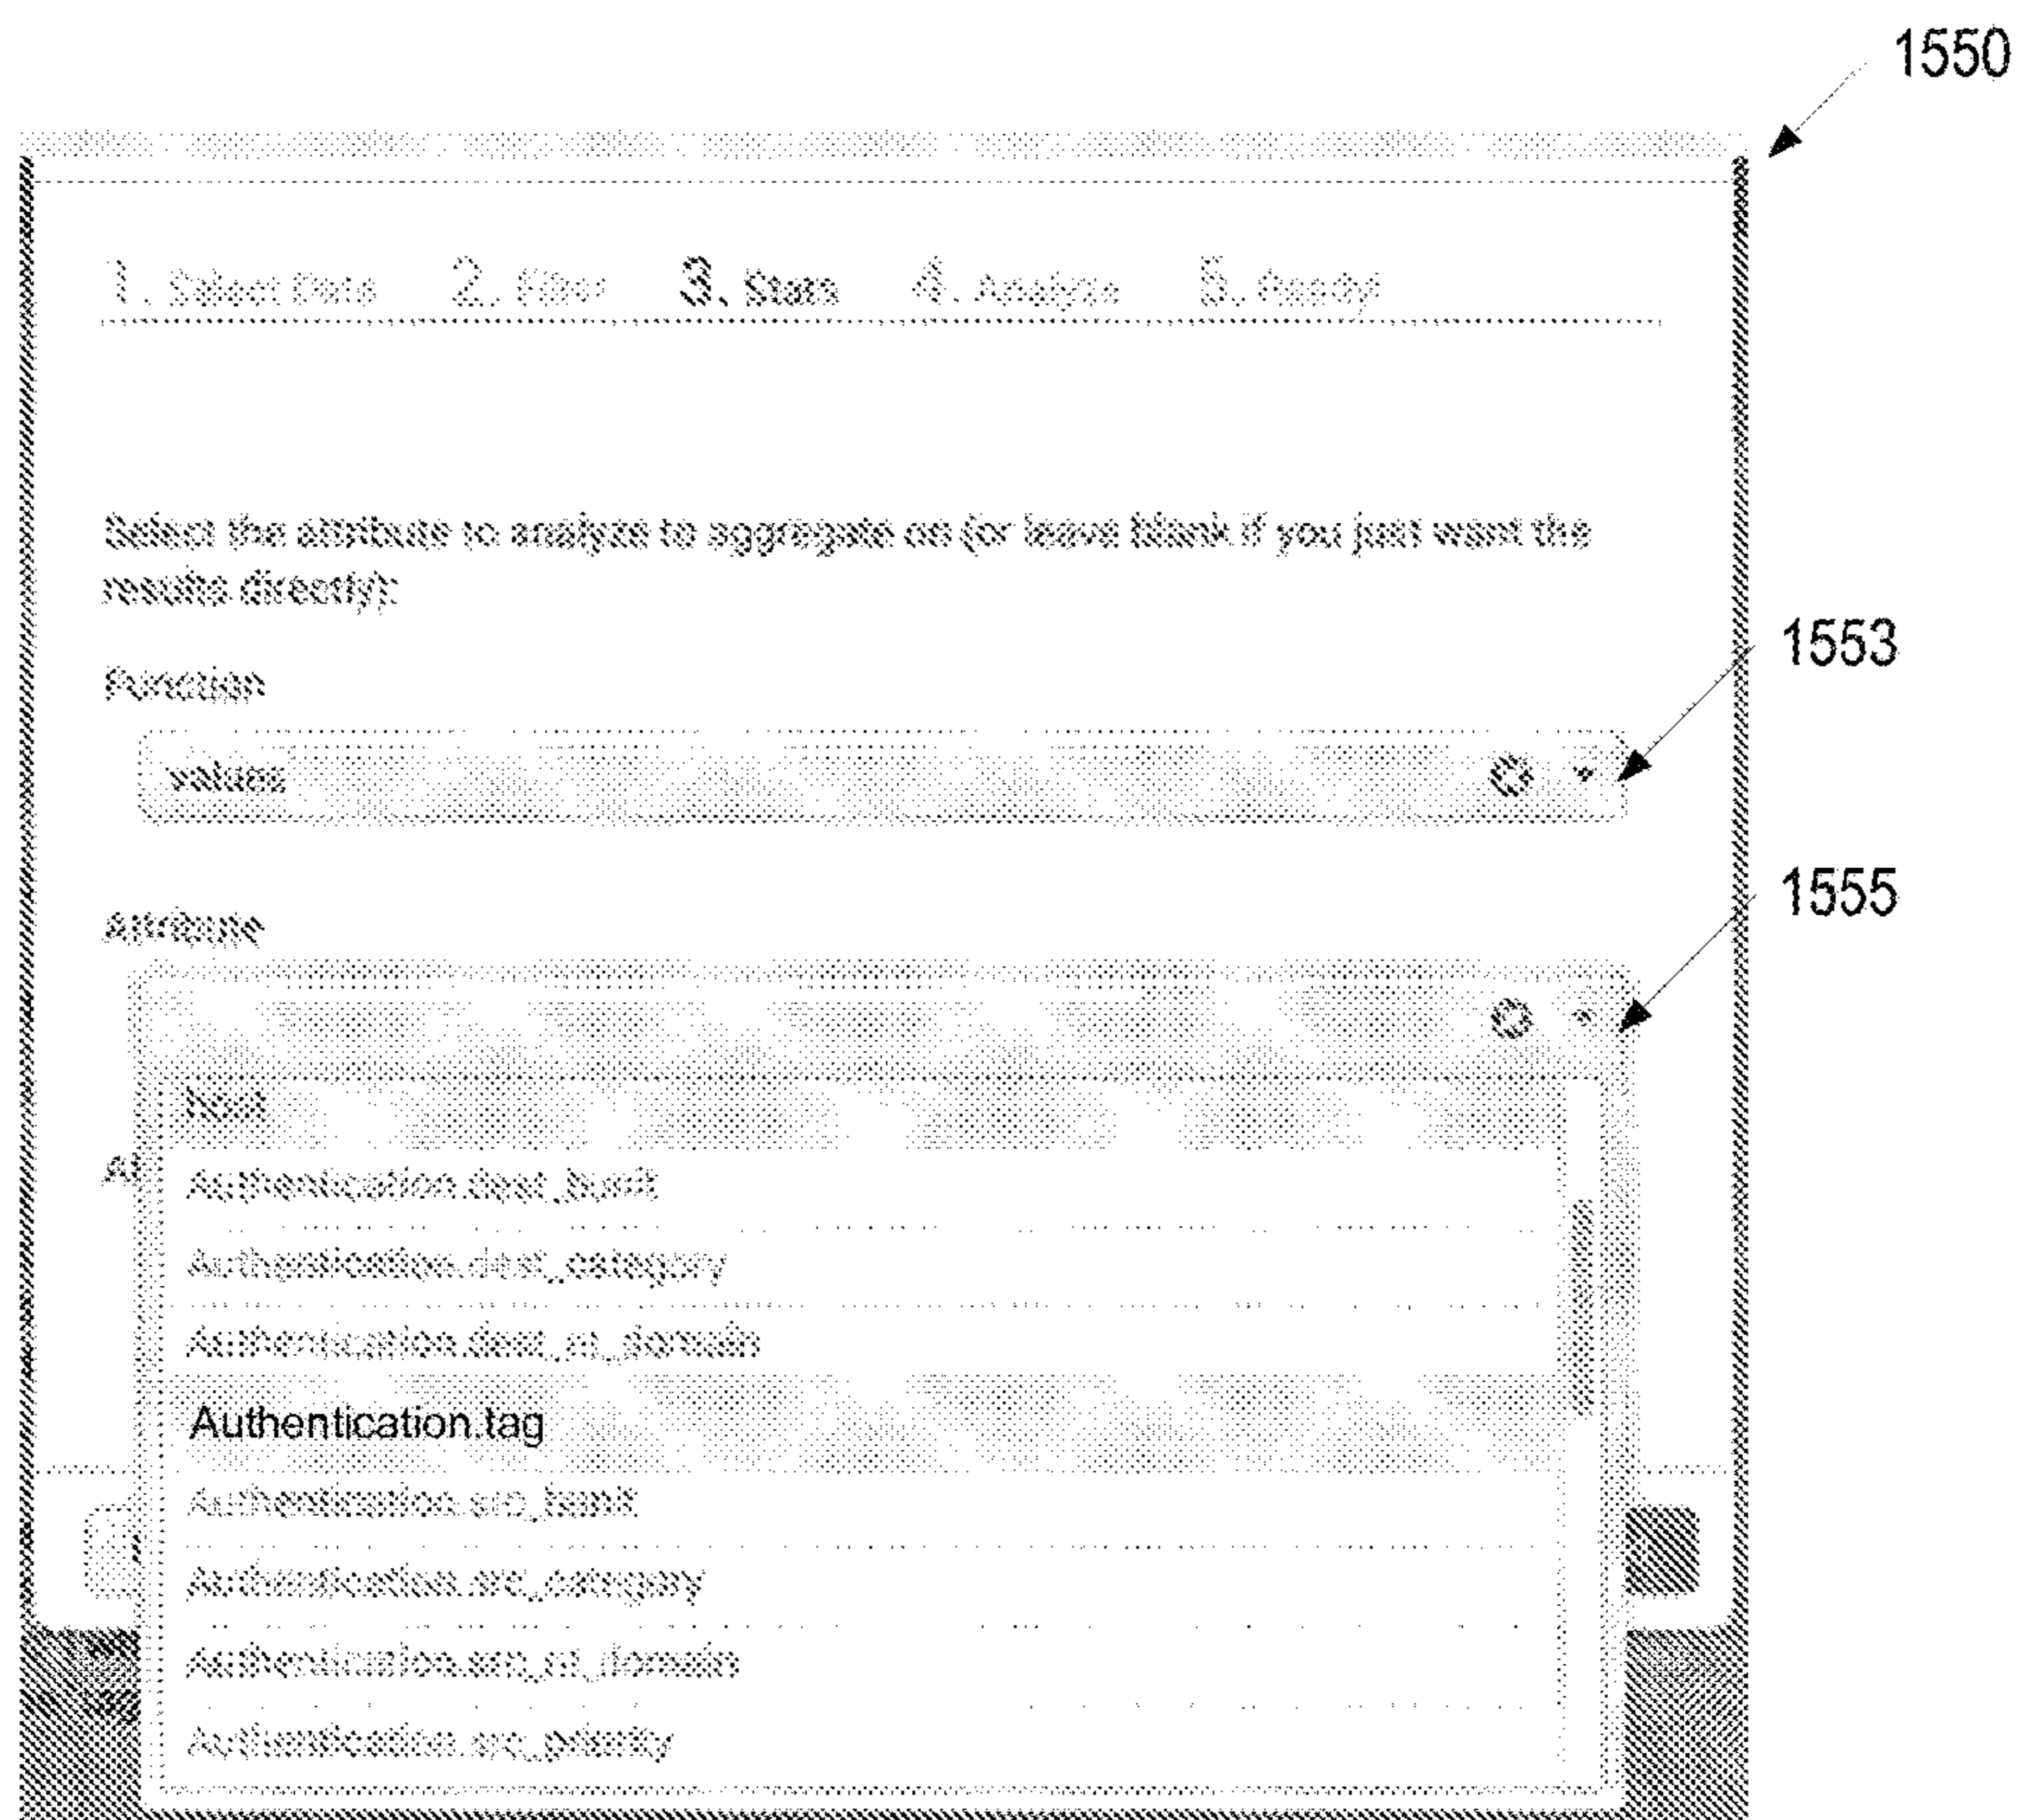 1550
1. Select Data 2. Filter 3. Stats 4. Analyze 5. Ready!
Select the attribute to analyze to aggregate on (or leave blank if you just want the
results directly):
1553
Function
values
1555
Attribute
host
Al
Authentication.dest_bunit
Authentication.dest_category
Authentication.dest_nt_domain
Authentication.tag
Authentication.src_bunit
Authentication.src_category
Authentication.src_nt_domain
Authentication.src_priority